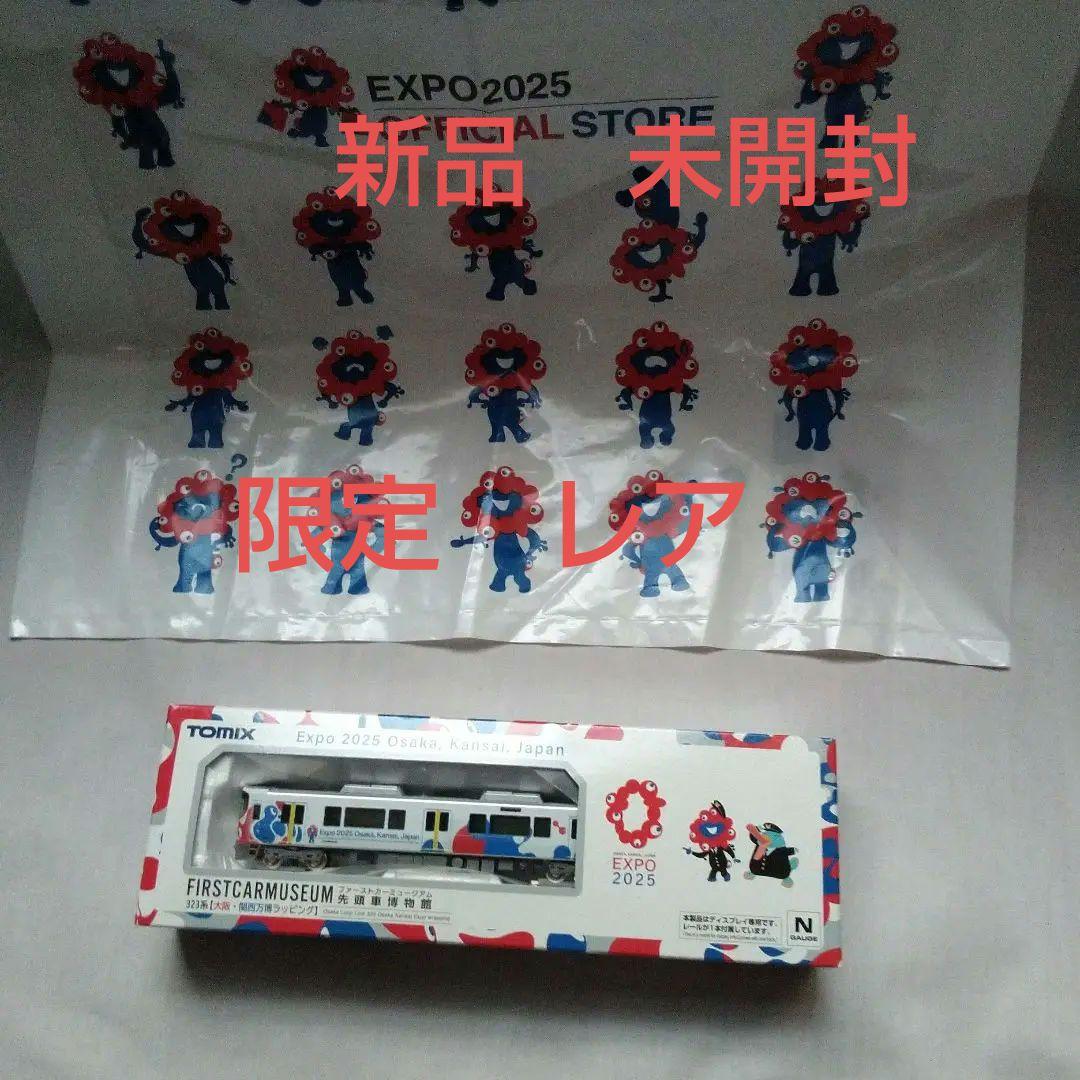 EXPO2025
OFFICIAL STORE
新品 未開封
?
限定 レア
TOMIX
Expo 2025 Osaka, Kansai, Japan
Expo 2025 Osaka, Kansai, Japan
EXPO
2025
FIRSTCARMUSEUM ファーストカーミュージアム
先頭車博物館
323系【大阪・関西万博ラッピング】
本製品はディスプレイ専用です。
レールが1本付属しています。
N
GAUGE